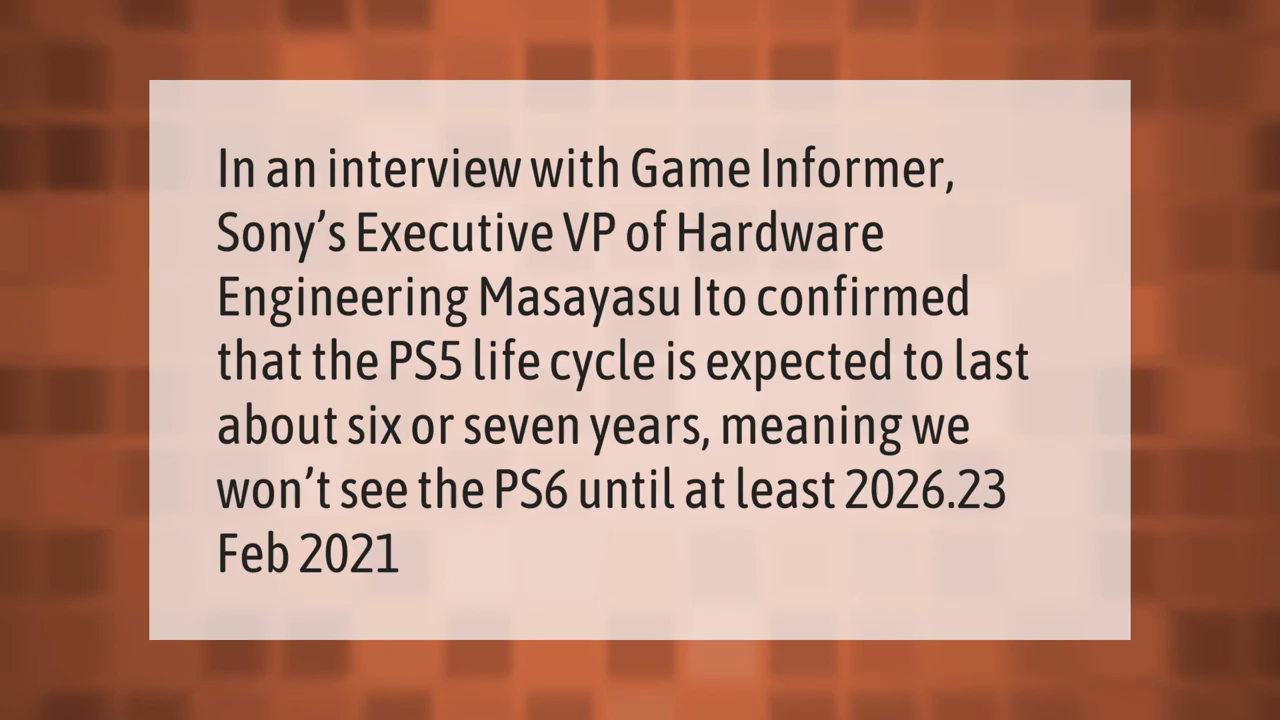 In an interview with Game Informer,
Sony’s Executive VP of Hardware
Engineering Masayasu Ito confirmed
that the PS5 life cycle is expected to last
about six or seven years, meaning we
won’t see the PS6 until at least 2026.23
Feb 2021